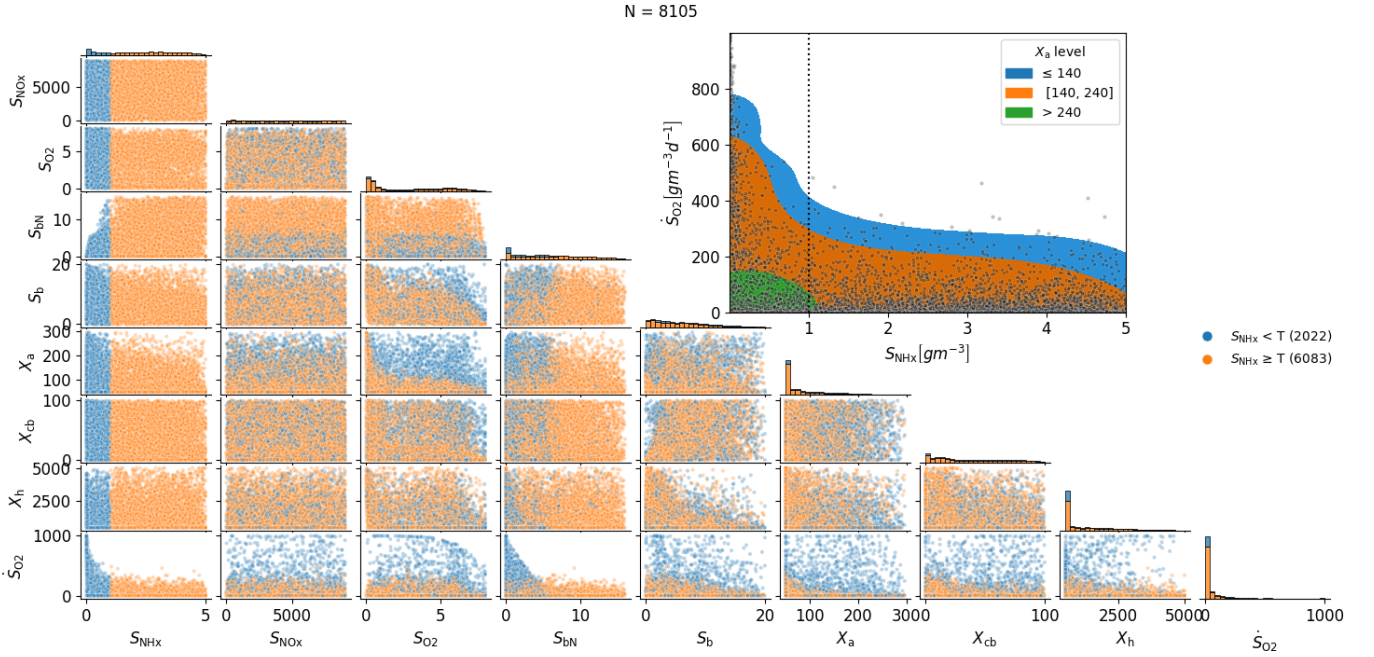 N = 8105
X_a level
≤ 140
[140, 240]
> 240
Ṡ_O2 [gm⁻³d⁻¹]
800
600
400
200
0
1
2
3
4
5
S_NHx [gm⁻³]
S_NHx < T (2022)
S_NHx ≥ T (6083)
S_NOx
5000
0
S_O2
5
0
S_bN
10
0
S_b
20
0
X_a
300
200
100
X_cb
100
0
X_h
5000
2500
Ṡ_O2
1000
0
0
5
0
5000
0
5
0
10
0
20
100
200
300
0
100
2500
5000
0
1000
S_NHx
S_NOx
S_O2
S_bN
S_b
X_a
X_cb
X_h
Ṡ_O2